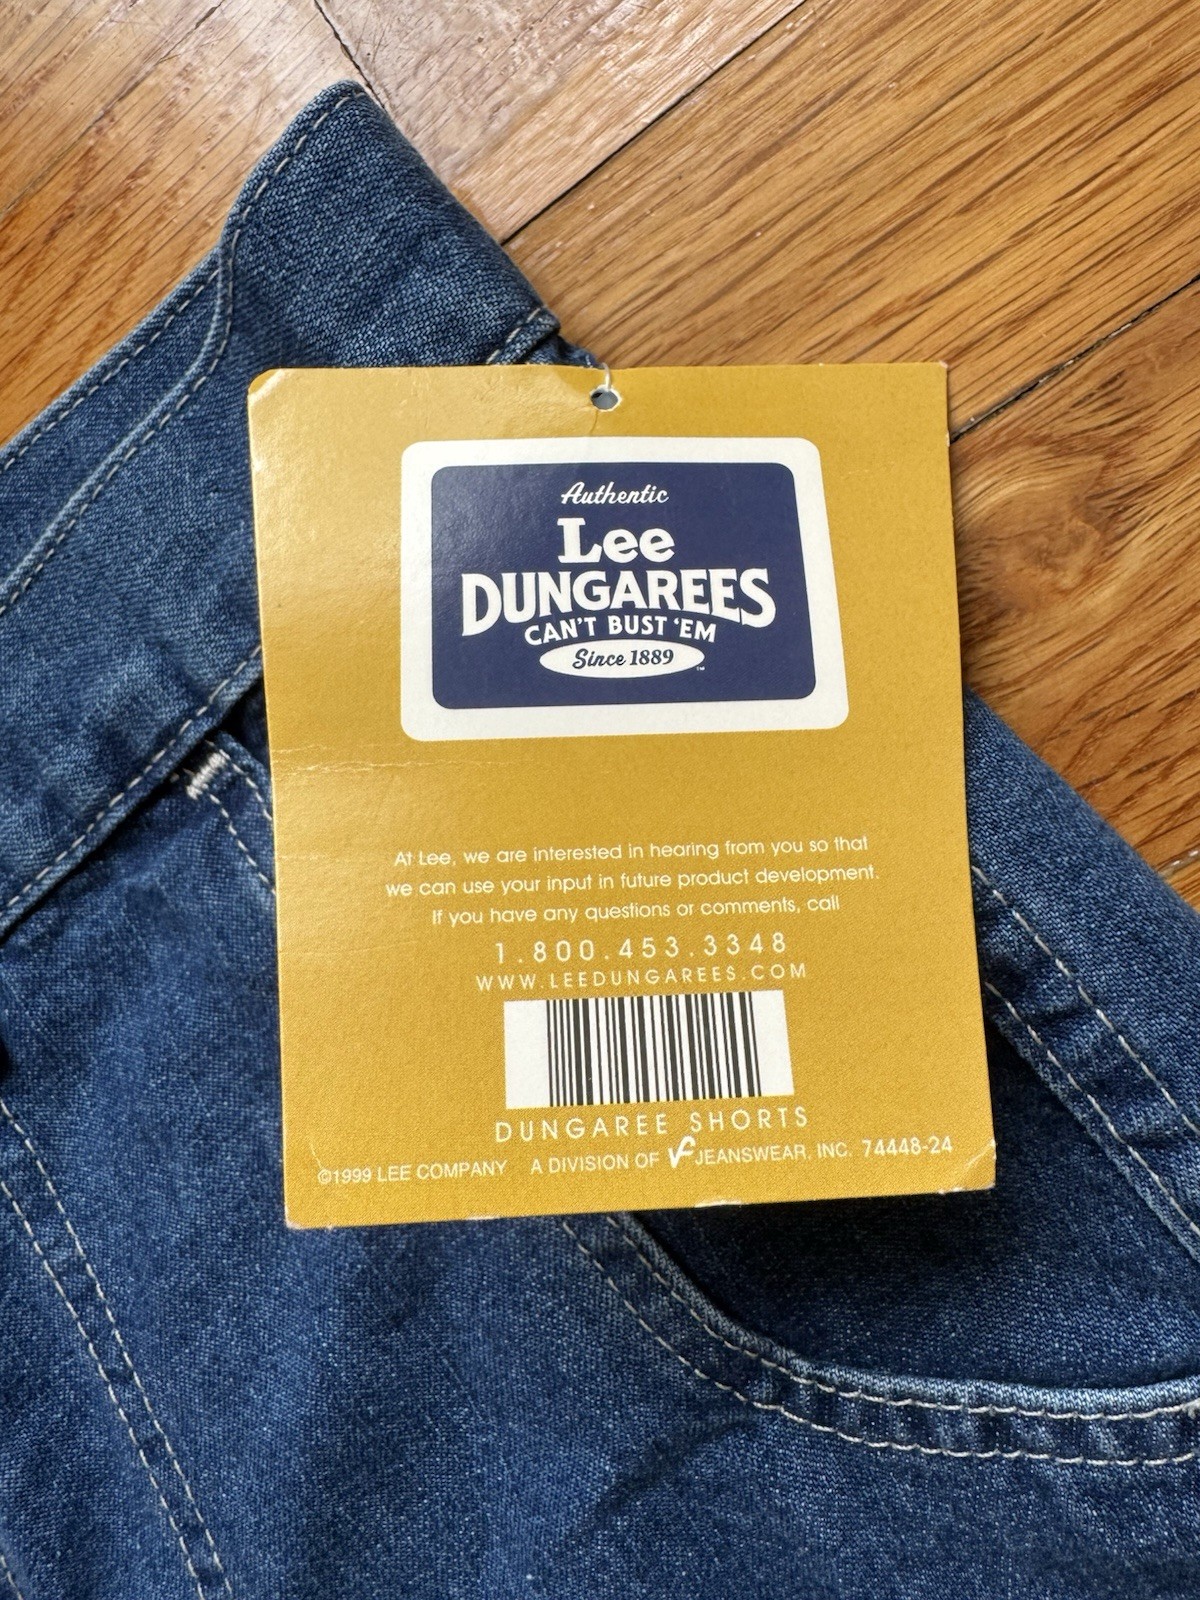 Authentic
Lee
DUNGAREES
CAN'T BUST 'EM
Since 1889 ™
At Lee, we are interested in hearing from you so that
we can use your input in future product development.
If you have any questions or comments, call
1.800.453.3348
WWW.LEEDUNGAREES.COM
DUNGAREE SHORTS
©1999 LEE COMPANY A DIVISION OF VF JEANSWEAR, INC. 74448-24